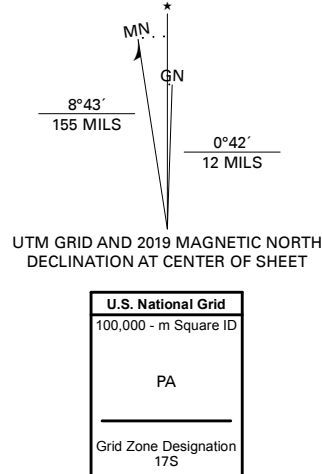 ★
MN
GN
8°43´
155 MILS
0°42´
12 MILS
UTM GRID AND 2019 MAGNETIC NORTH
DECLINATION AT CENTER OF SHEET
U.S. National Grid
100,000 - m Square ID
PA
Grid Zone Designation
17S